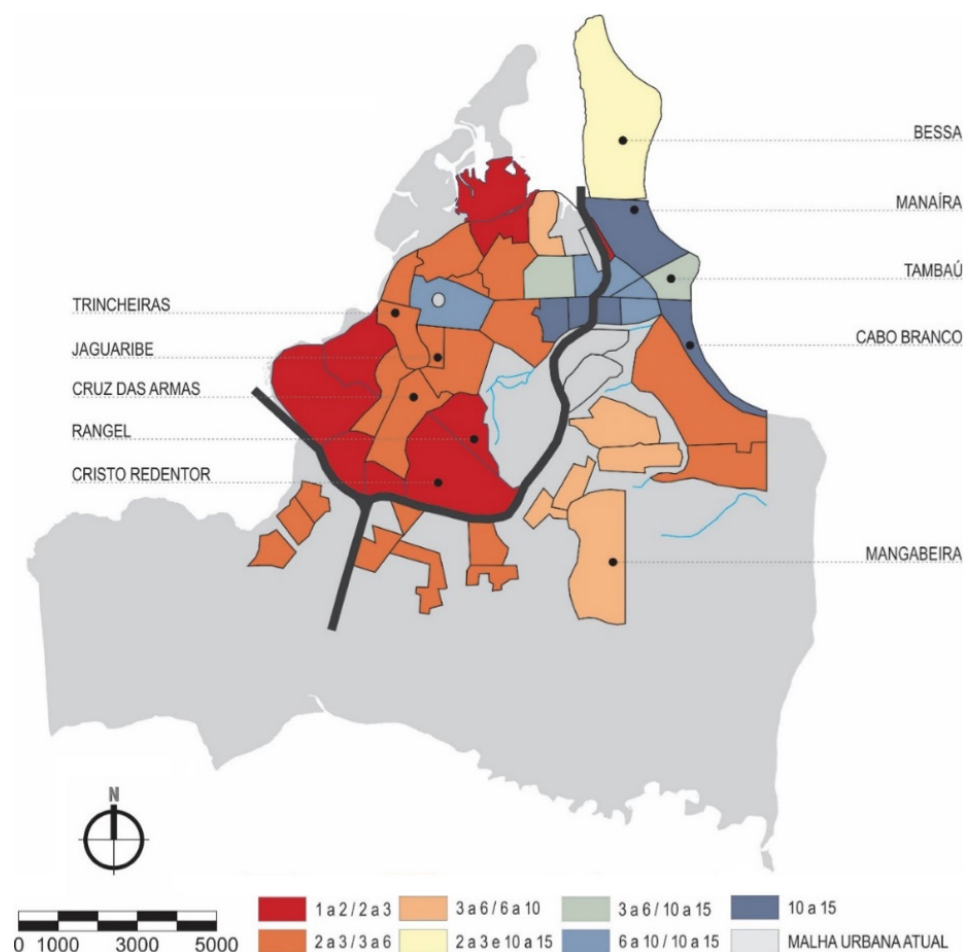 BESSA
MANAÍRA
TAMBAÚ
CABO BRANCO
TRINCHEIRAS
JAGUARIBE
CRUZ DAS ARMAS
RANGEL
CRISTO REDENTOR
MANGABEIRA
N
0 1000 3000 5000
1 a 2 / 2 a 3
3 a 6 / 6 a 10
3 a 6 / 10 a 15
10 a 15
2 a 3 / 3 a 6
2 a 3 e 10 a 15
6 a 10 / 10 a 15
MALHA URBANA ATUAL